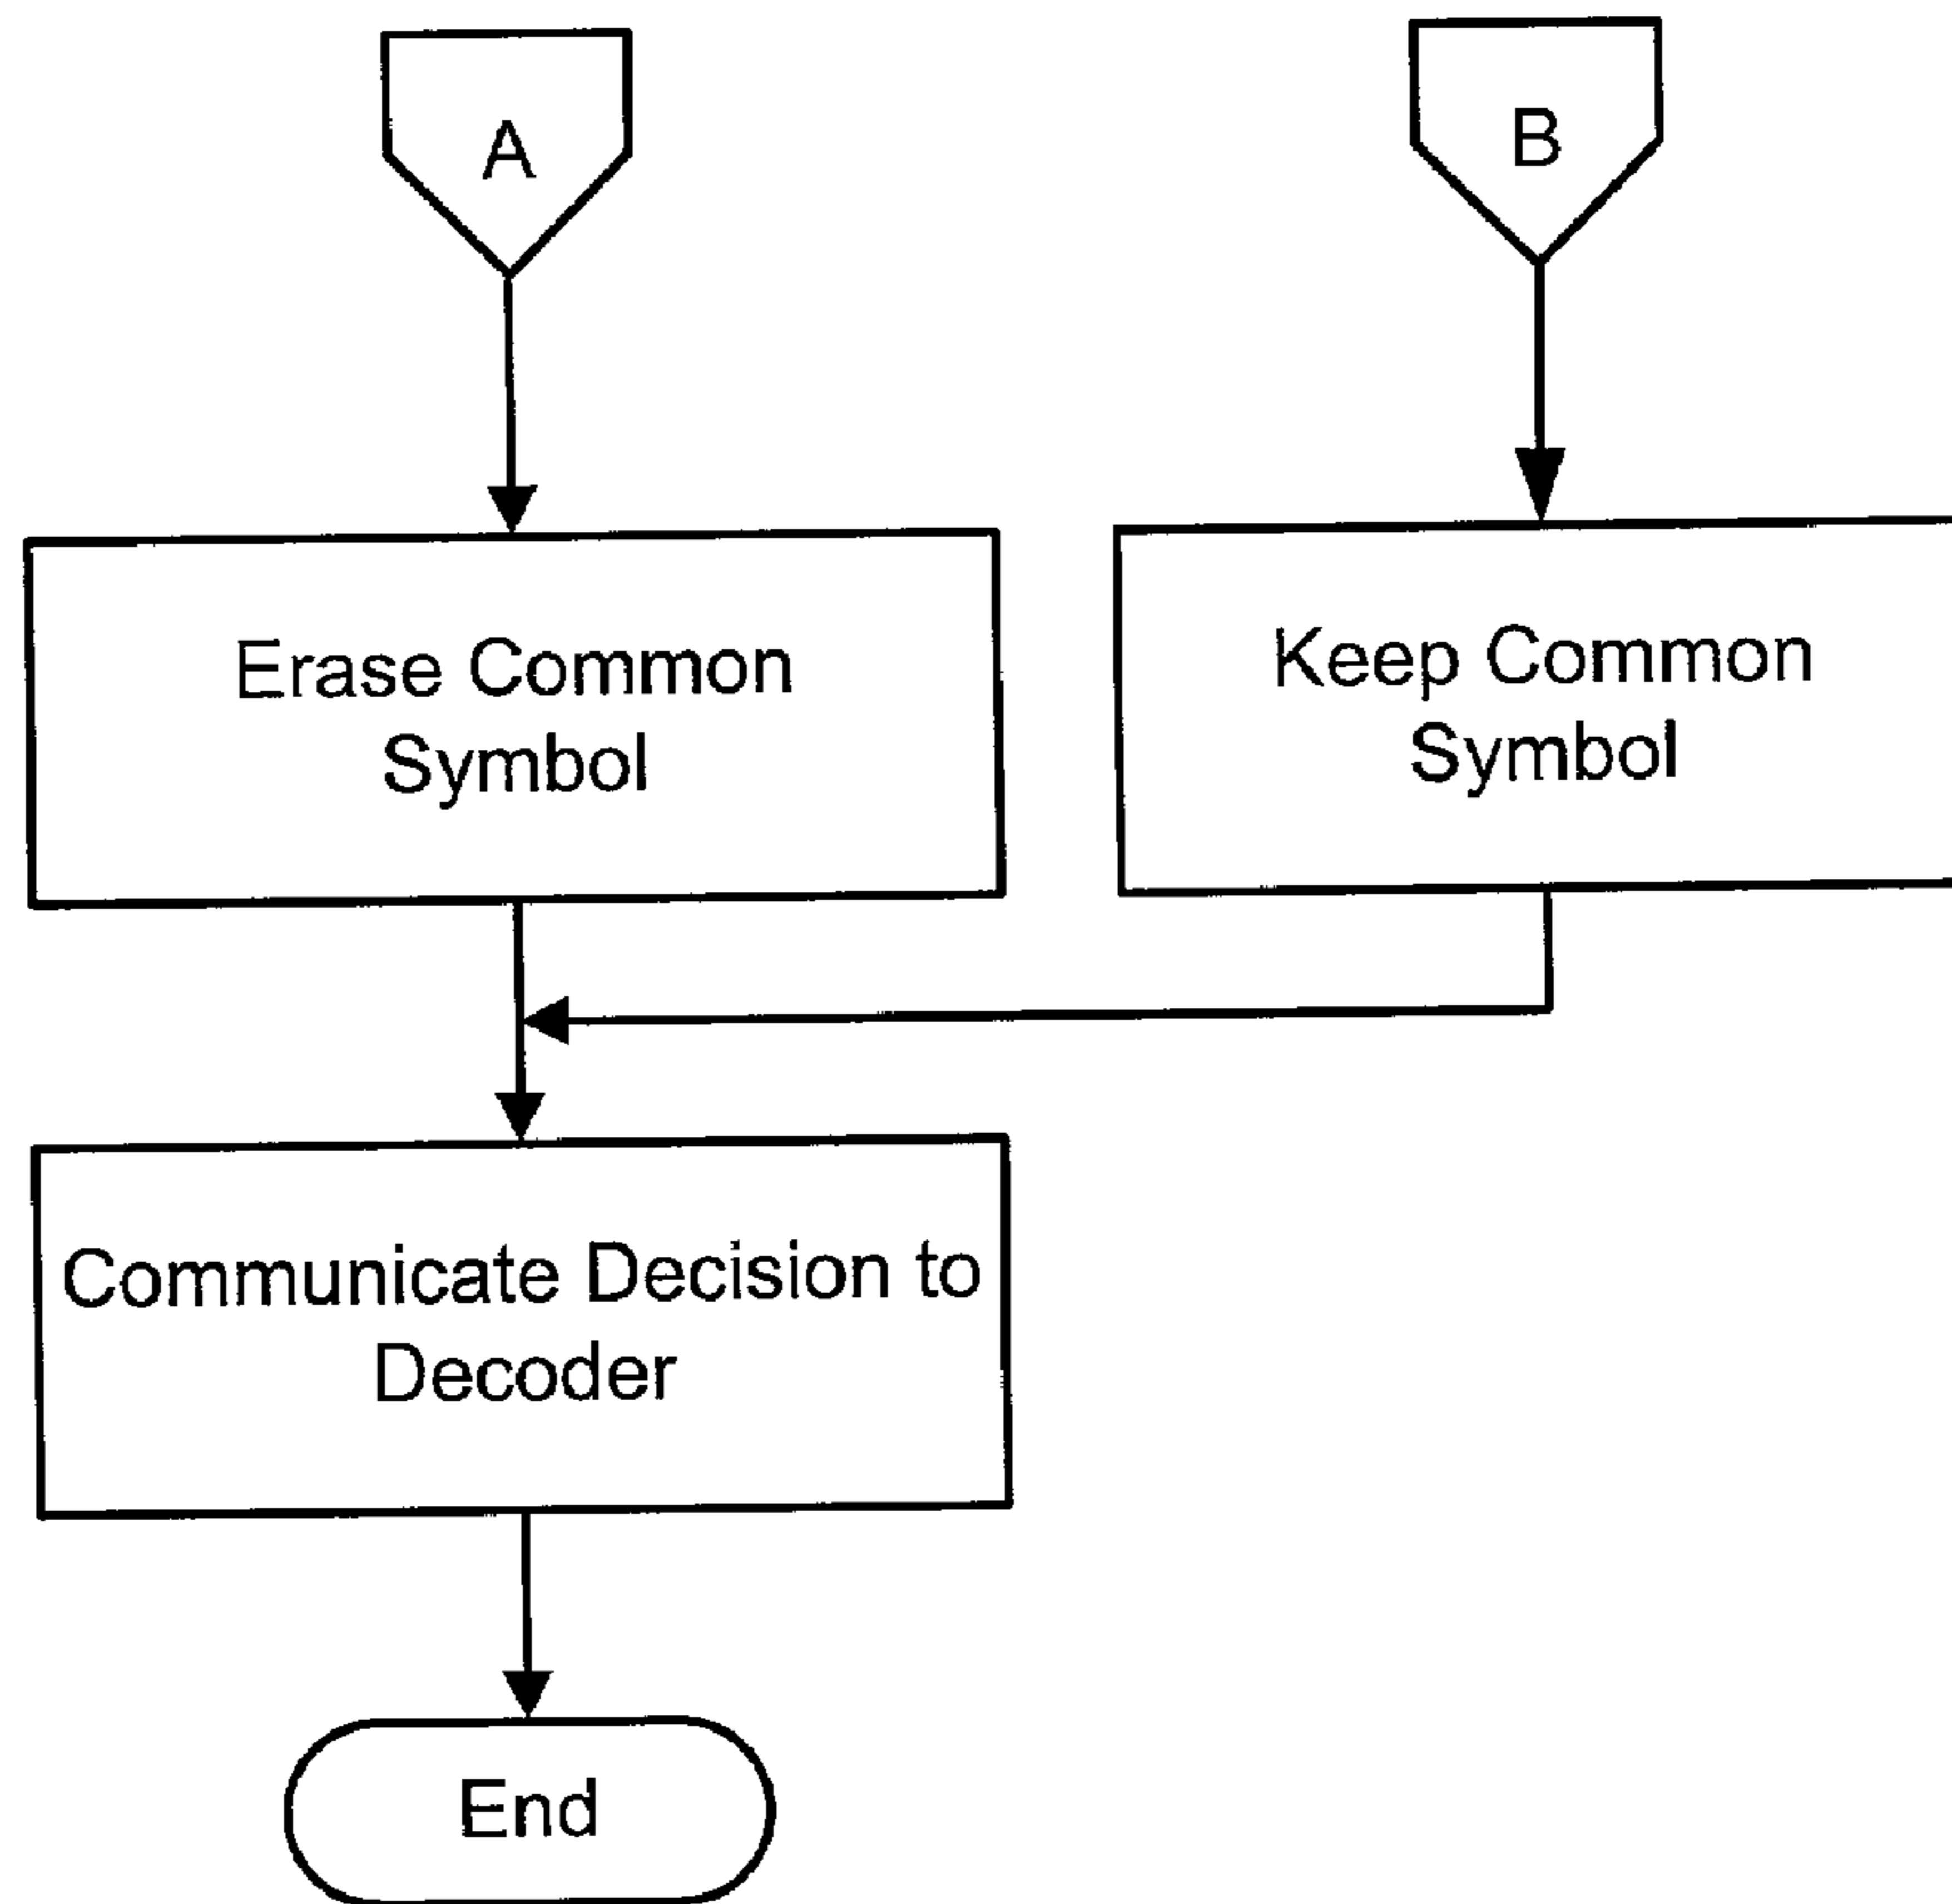 A
B
Erase Common
Symbol
Keep Common
Symbol
Communicate Decision to
Decoder
End